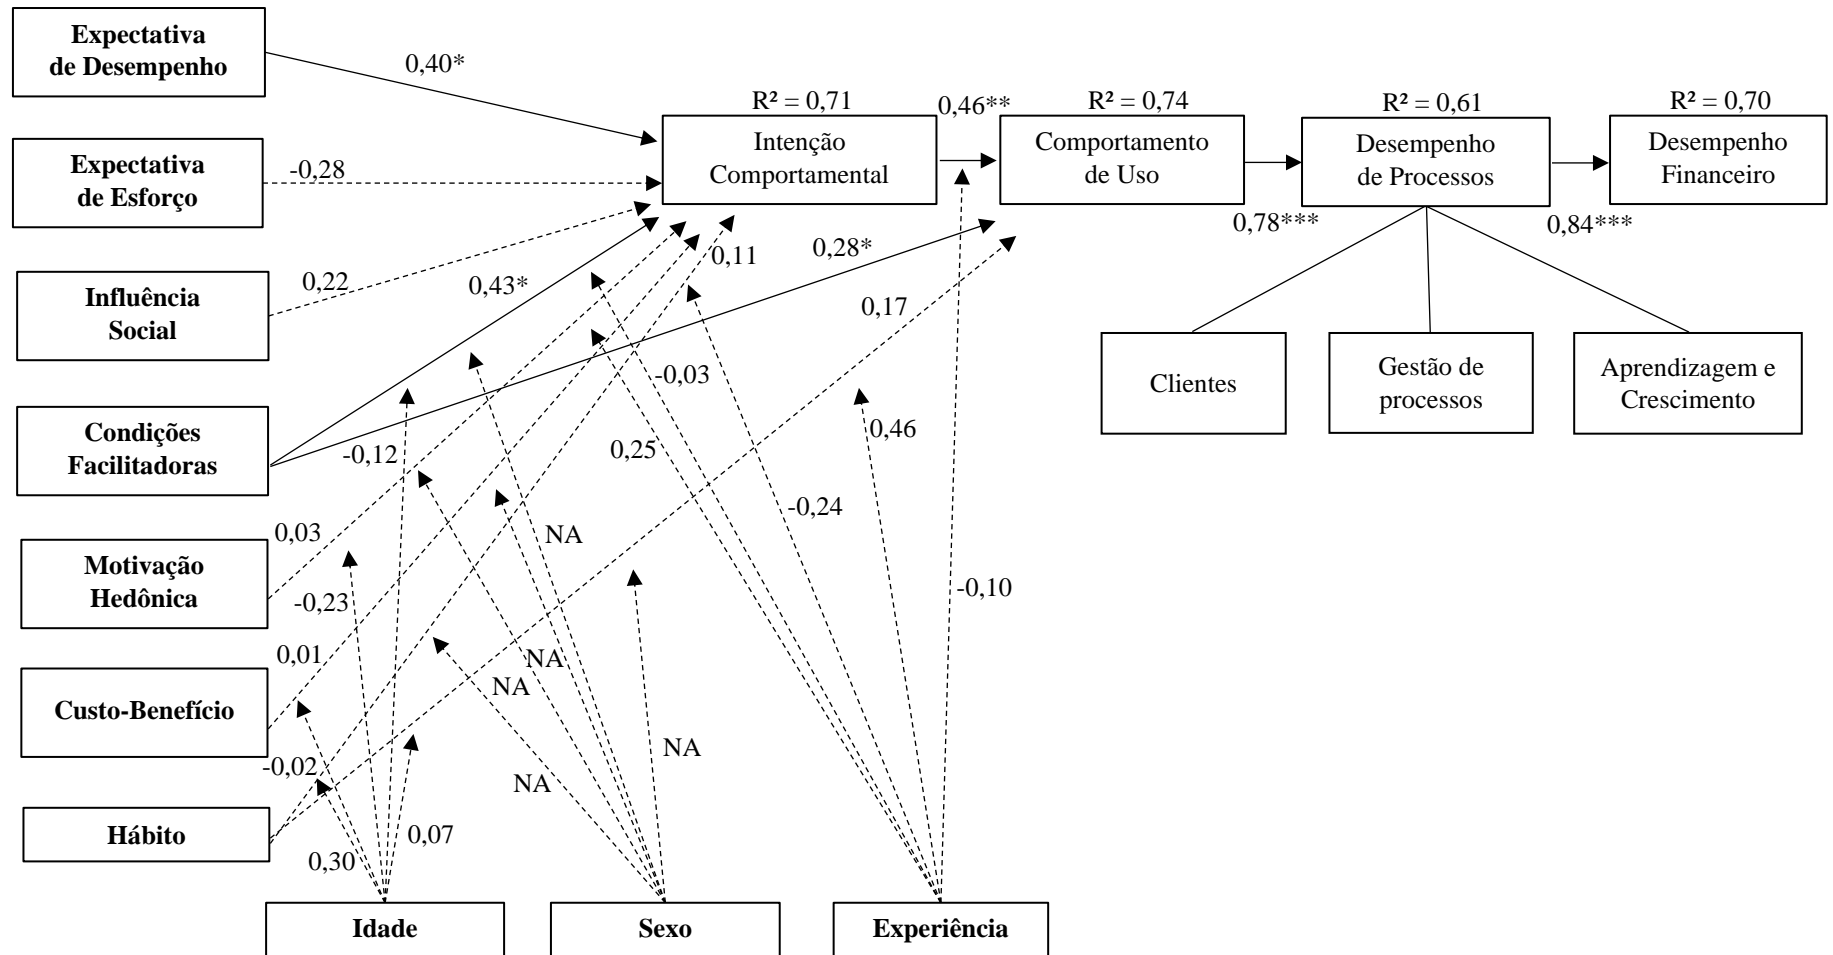 Expectativa
de Desempenho
0,40*
R² = 0,71
0,46**
R² = 0,74
R² = 0,61
R² = 0,70
Intenção
Comportamental
Comportamento
de Uso
Desempenho
de Processos
Desempenho
Financeiro
Expectativa
de Esforço
-0,28
0,78***
0,84***
0,11
0,28*
Influência
Social
0,22
0,43*
0,17
-0,03
Clientes
Gestão de
processos
Aprendizagem e
Crescimento
Condições
Facilitadoras
-0,12
0,25
0,46
-0,24
Motivação
Hedônica
0,03
NA
-0,23
-0,10
Custo-Benefício
0,01
NA
NA
NA
-0,02
NA
Hábito
0,07
0,30
Idade
Sexo
Experiência